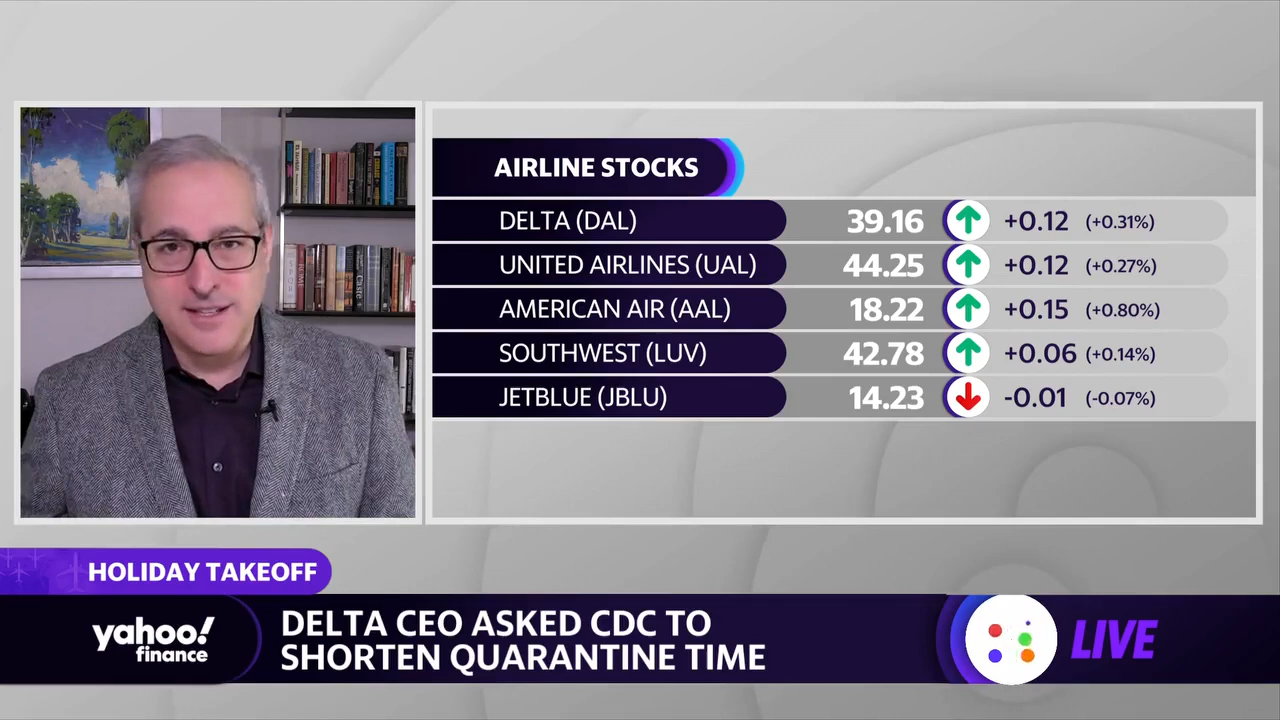 AIRLINE STOCKS
DELTA (DAL) 39.16 +0.12 (+0.31%)
UNITED AIRLINES (UAL) 44.25 +0.12 (+0.27%)
AMERICAN AIR (AAL) 18.22 +0.15 (+0.80%)
SOUTHWEST (LUV) 42.78 +0.06 (+0.14%)
JETBLUE (JBLU) 14.23 -0.01 (-0.07%)
HOLIDAY TAKEOFF
yahoo!
finance
DELTA CEO ASKED CDC TO
SHORTEN QUARANTINE TIME
LIVE